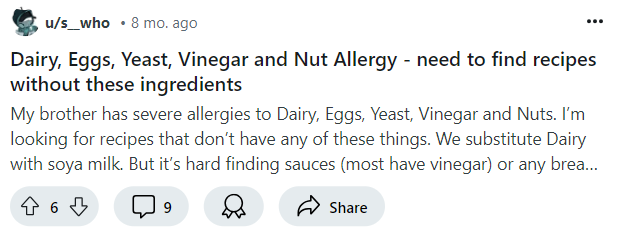 u/s__who • 8 mo. ago
Dairy, Eggs, Yeast, Vinegar and Nut Allergy - need to find recipes
without these ingredients
My brother has severe allergies to Dairy, Eggs, Yeast, Vinegar and Nuts. I'm
looking for recipes that don't have any of these things. We substitute Dairy
with soya milk. But it's hard finding sauces (most have vinegar) or any brea...
6
9
Share